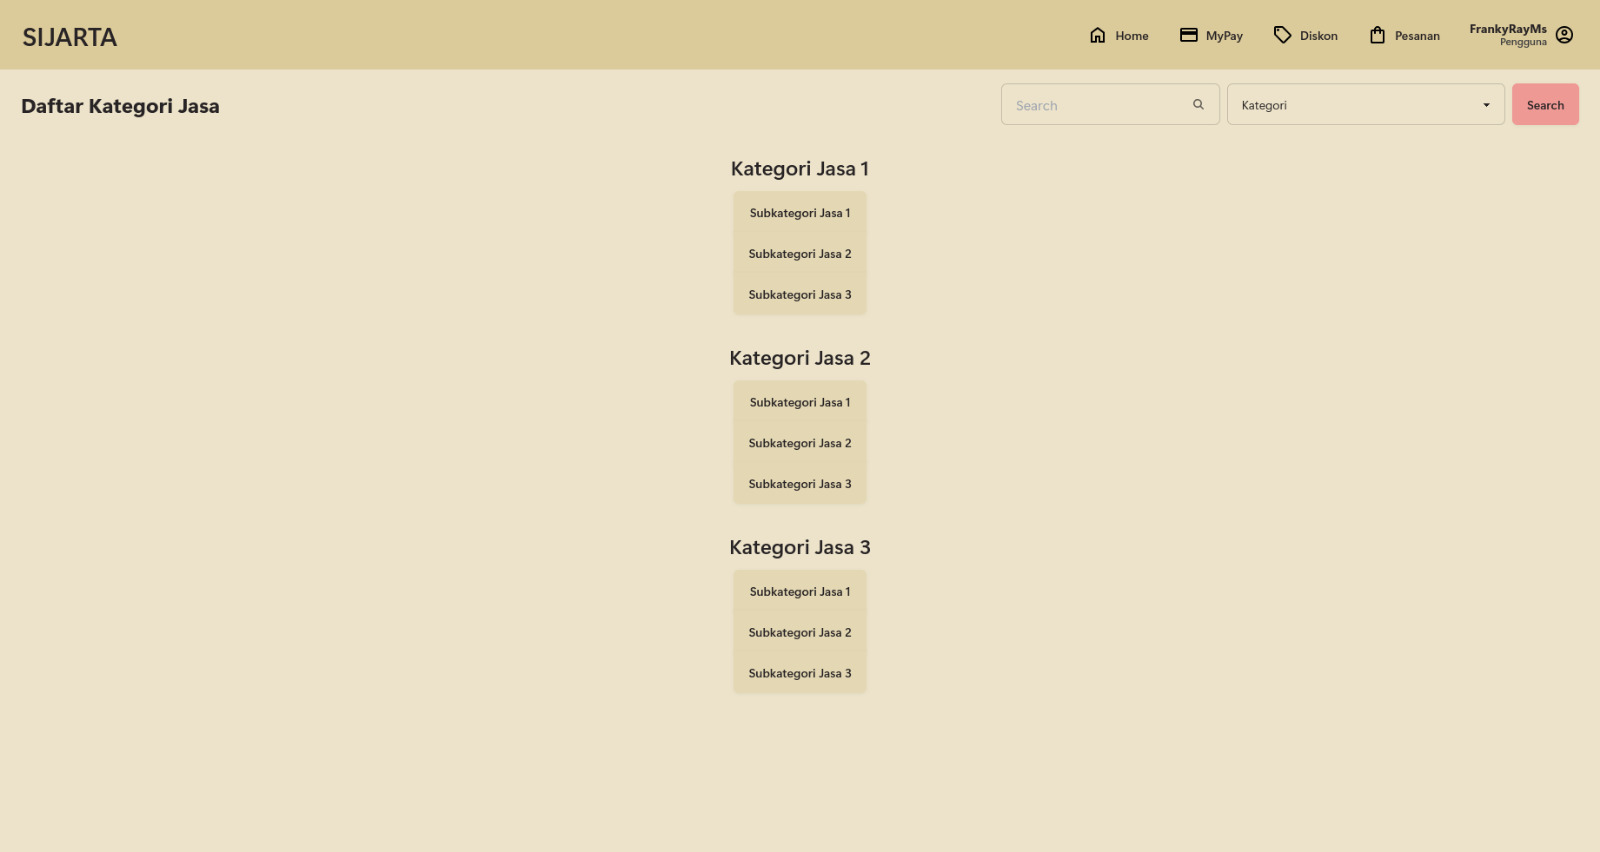 SIJARTA
Home
MyPay
Diskon
Pesanan
FrankyRayMs
Pengguna
Daftar Kategori Jasa
Search
Kategori
Search
Kategori Jasa 1
Subkategori Jasa 1
Subkategori Jasa 2
Subkategori Jasa 3
Kategori Jasa 2
Subkategori Jasa 1
Subkategori Jasa 2
Subkategori Jasa 3
Kategori Jasa 3
Subkategori Jasa 1
Subkategori Jasa 2
Subkategori Jasa 3